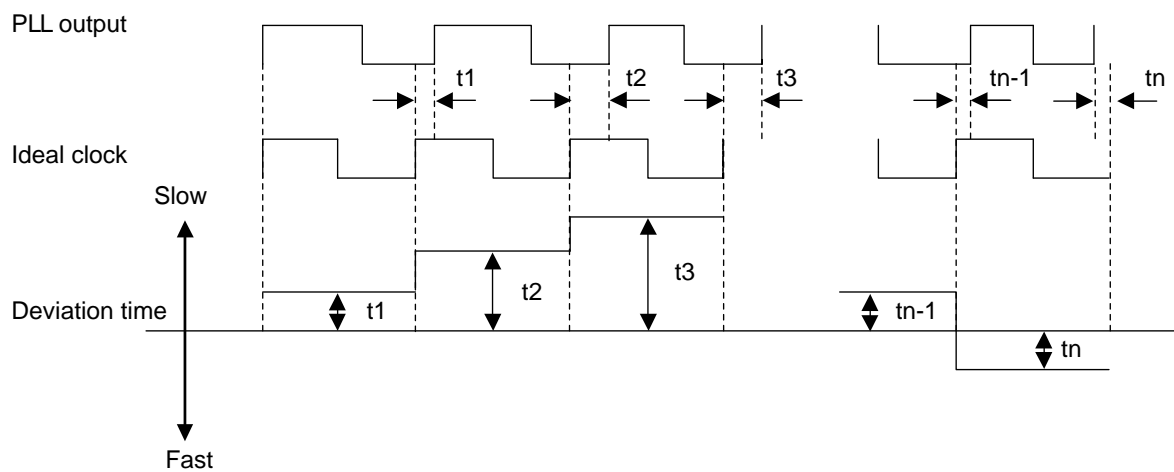 PLL output
t1
t2
t3
tn-1
tn
Ideal clock
Slow
Deviation time
t1
t2
t3
tn-1
tn
Fast